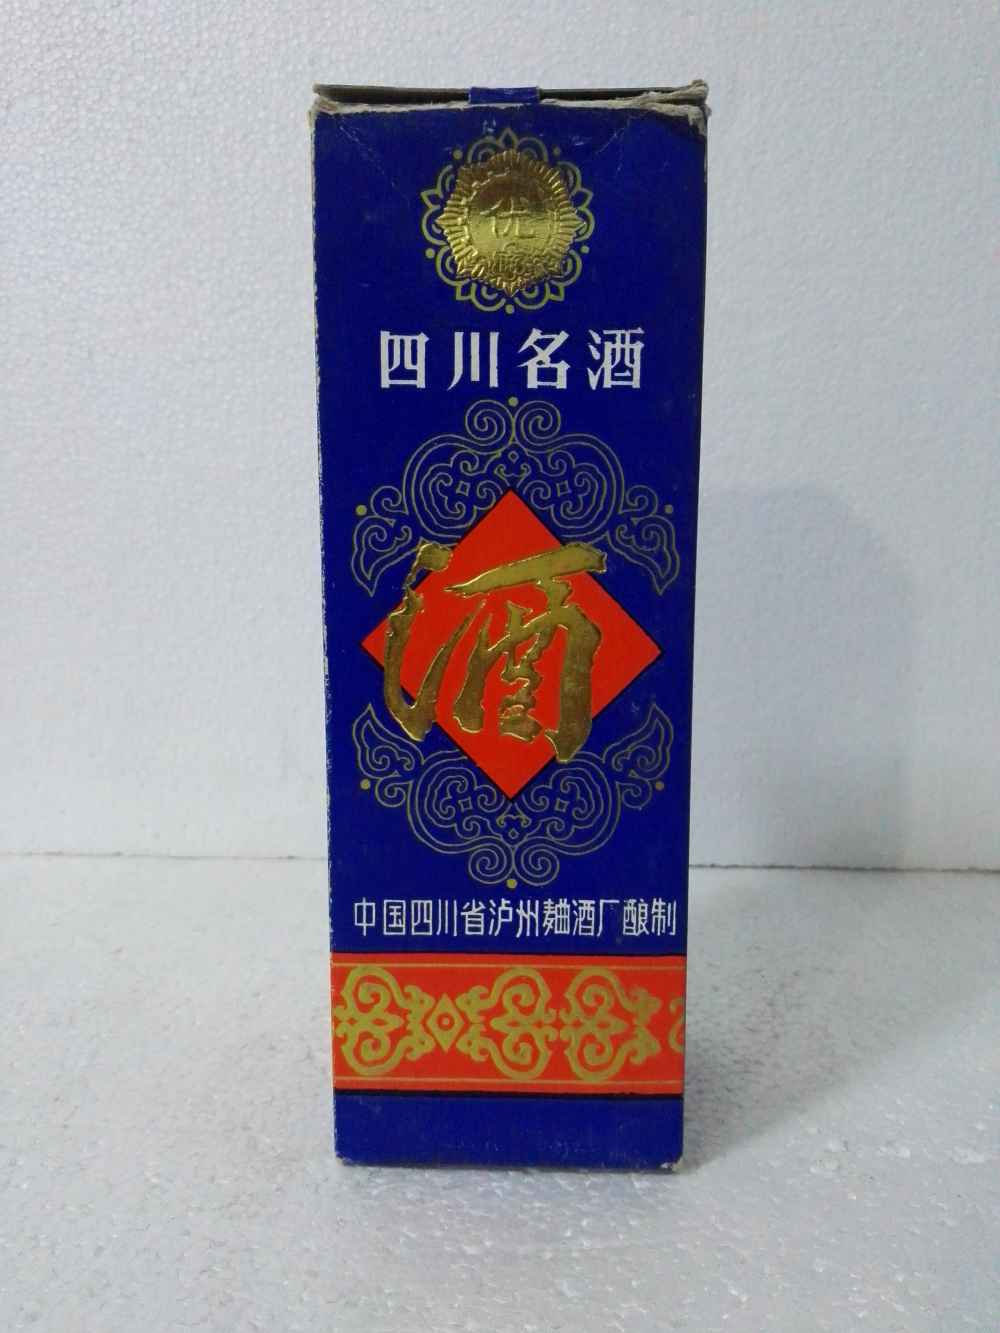 优
四川名酒
酒
中国四川省泸州麯酒厂酿制